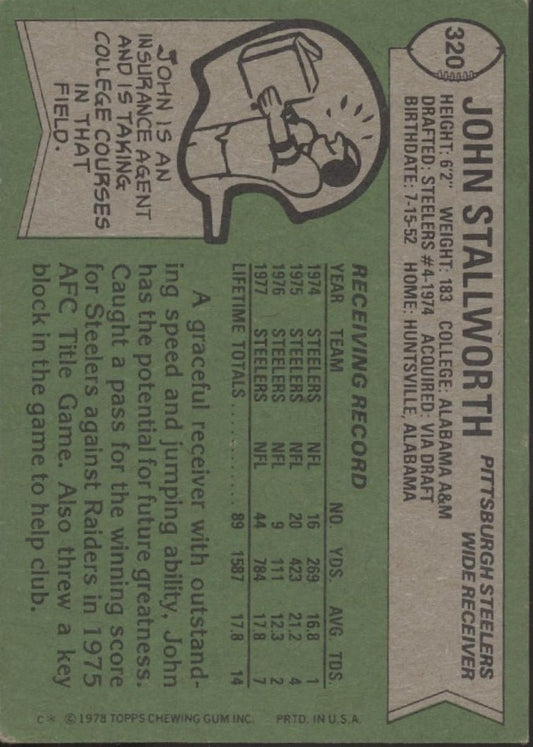 320
JOHN STALLWORTH
PITTSBURGH STEELERS
WIDE RECEIVER
HEIGHT: 6'2" WEIGHT: 183 COLLEGE: ALABAMA A&M
DRAFTED: STEELERS #4-1974 ACQUIRED: VIA DRAFT
BIRTHDATE: 7-15-52 HOME: HUNTSVILLE, ALABAMA
JOHN IS AN
INSURANCE AGENT
AND IS TAKING
COLLEGE COURSES
IN THAT
FIELD.
RECEIVING RECORD
YEAR TEAM NO. YDS. AVG TDS.
1974 STEELERS NFL 16 269 16.8 1
1975 STEELERS NFL 20 423 21.2 4
1976 STEELERS NFL 9 111 12.3 2
1977 STEELERS NFL 44 784 17.8 7
LIFETIME TOTALS . . . . . . . . . . 89 1587 17.8 14
A graceful receiver with outstand-
ing speed and jumping ability, John
has the potential for future greatness.
Caught a pass for the winning score
for Steelers against Raiders in 1975
AFC Title Game. Also threw a key
block in the game to help club.
C* © 1978 TOPPS CHEWING GUM INC. PRTD. IN U.S.A.